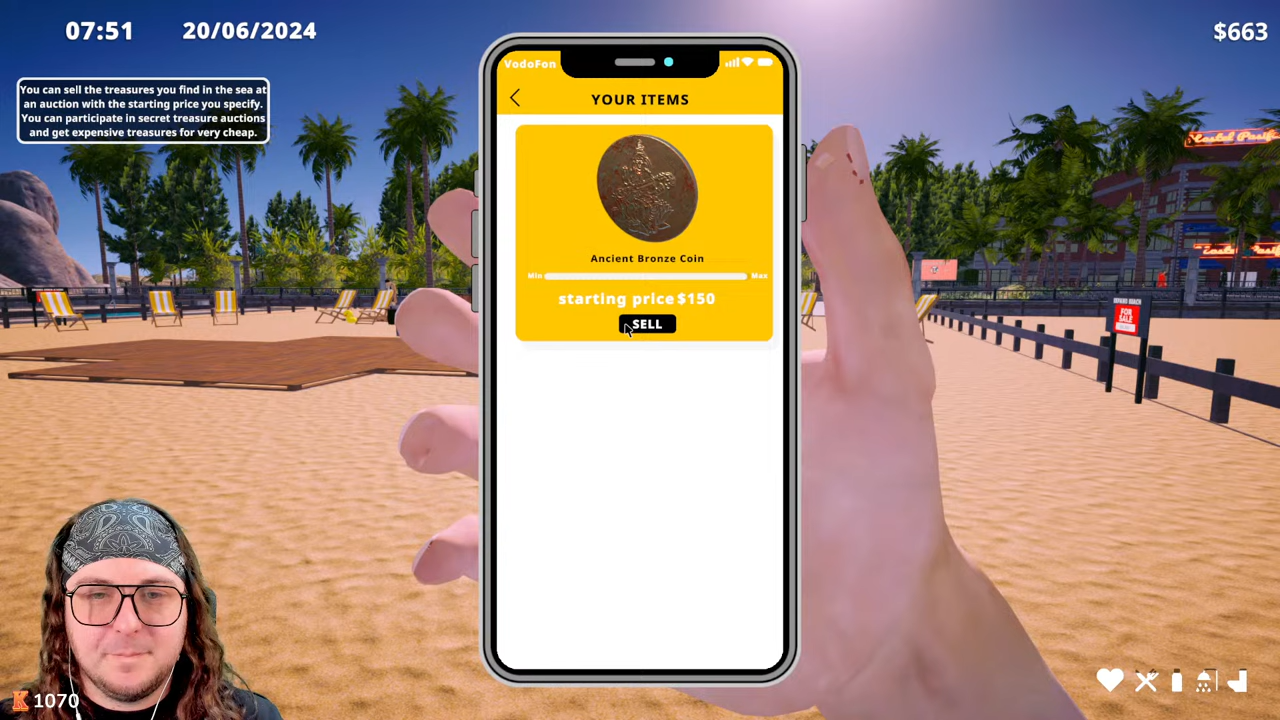 07:51
20/06/2024
$663
You can sell the treasures you find in the sea at
an auction with the starting price you specify.
You can participate in secret treasure auctions
and get expensive treasures for very cheap.
VodoFon
YOUR ITEMS
Ancient Bronze Coin
Min
Max
starting price $150
SELL
FOR
SALE
1070